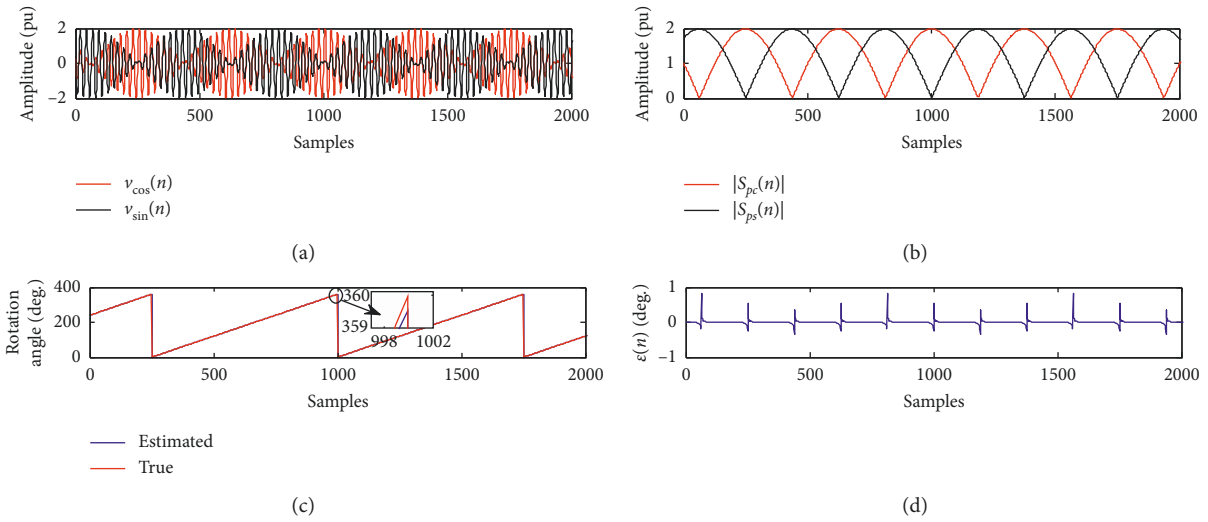 Amplitude (pu)
2
0
−2
0 500 1000 1500 2000
Samples
v_cos(n)
v_sin(n)
(a)
Amplitude (pu)
2
1
0
0 500 1000 1500 2000
Samples
|S_pc(n)|
|S_ps(n)|
(b)
Rotation
angle (deg.)
400
200
0
360
359
998 1002
0 500 1000 1500 2000
Samples
Estimated
True
(c)
ε(n) (deg.)
1
0
−1
0 500 1000 1500 2000
Samples
(d)